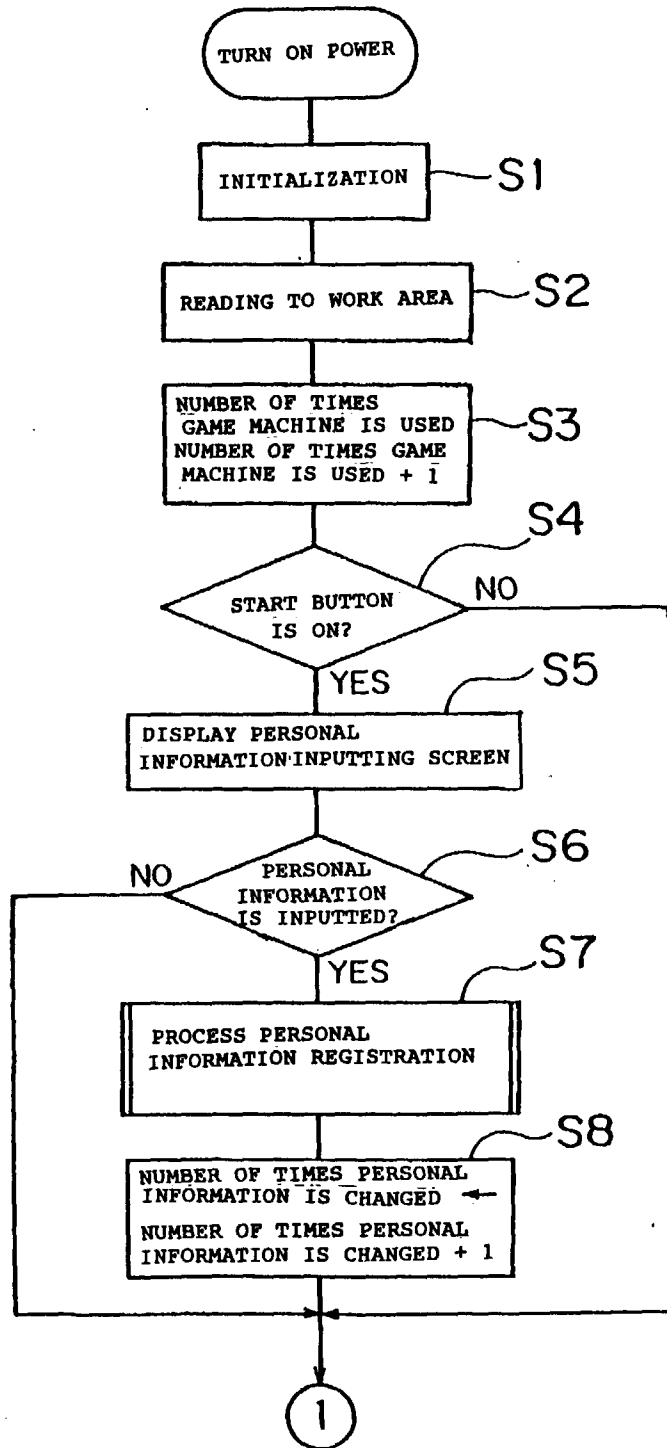 TURN ON POWER
INITIALIZATION
S1
READING TO WORK AREA
S2
NUMBER OF TIMES
GAME MACHINE IS USED
NUMBER OF TIMES GAME
MACHINE IS USED + 1
S3
S4
START BUTTON
IS ON?
NO
YES
S5
DISPLAY PERSONAL
INFORMATION INPUTTING SCREEN
S6
NO
PERSONAL
INFORMATION
IS INPUTTED?
YES
S7
PROCESS PERSONAL
INFORMATION REGISTRATION
S8
NUMBER OF TIMES PERSONAL
INFORMATION IS CHANGED ←
NUMBER OF TIMES PERSONAL
INFORMATION IS CHANGED + 1
1